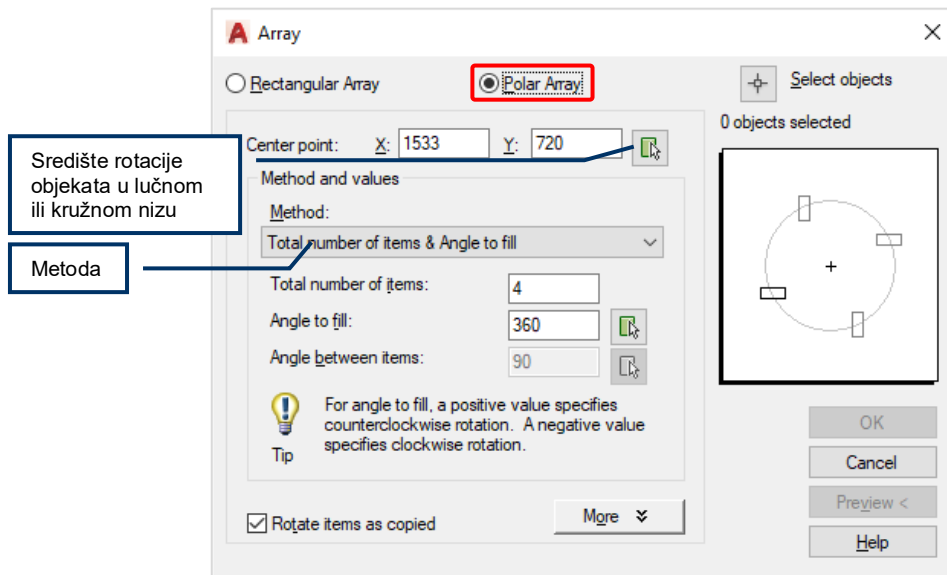 Array
Rectangular Array
Polar Array
Select objects
0 objects selected
Središte rotacije
objekata u lučnom
ili kružnom nizu
Center point: X: 1533 Y: 720
Method and values
Method:
Total number of items & Angle to fill
Metoda
Total number of items: 4
Angle to fill: 360
Angle between items: 90
For angle to fill, a positive value specifies
counterclockwise rotation. A negative value
specifies clockwise rotation.
Tip
Rotate items as copied
More
OK
Cancel
Preview <
Help